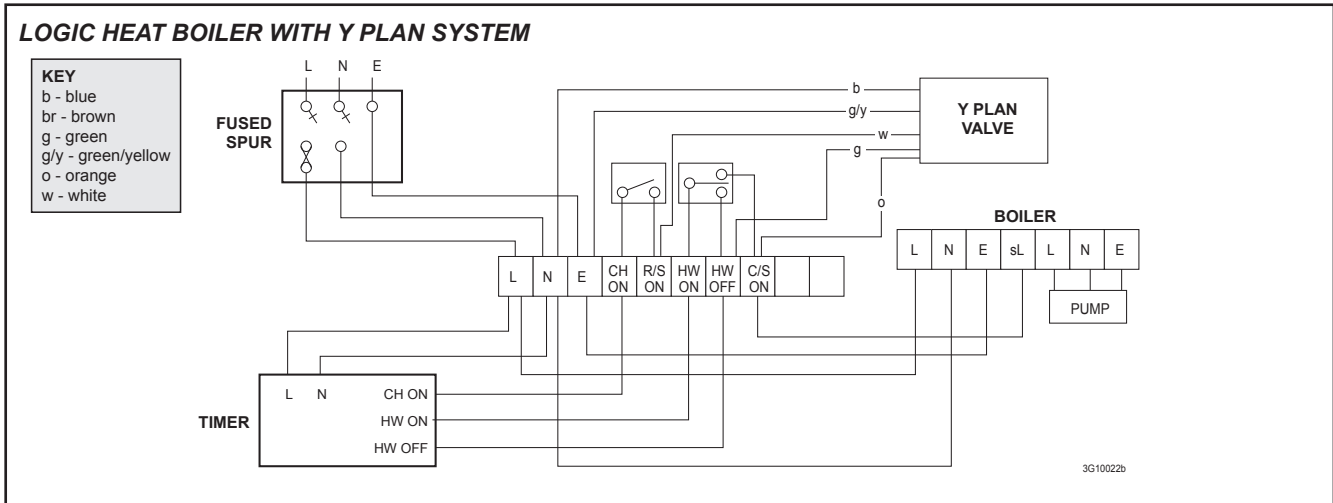 LOGIC HEAT BOILER WITH Y PLAN SYSTEM
KEY
b - blue
br - brown
g - green
g/y - green/yellow
o - orange
w - white
L N E
FUSED
SPUR
b
g/y
w
g
o
Y PLAN
VALVE
BOILER
L N E sL L N E
PUMP
L N E CH ON R/S ON HW ON HW OFF C/S ON
TIMER
L N CH ON
HW ON
HW OFF
3G10022b